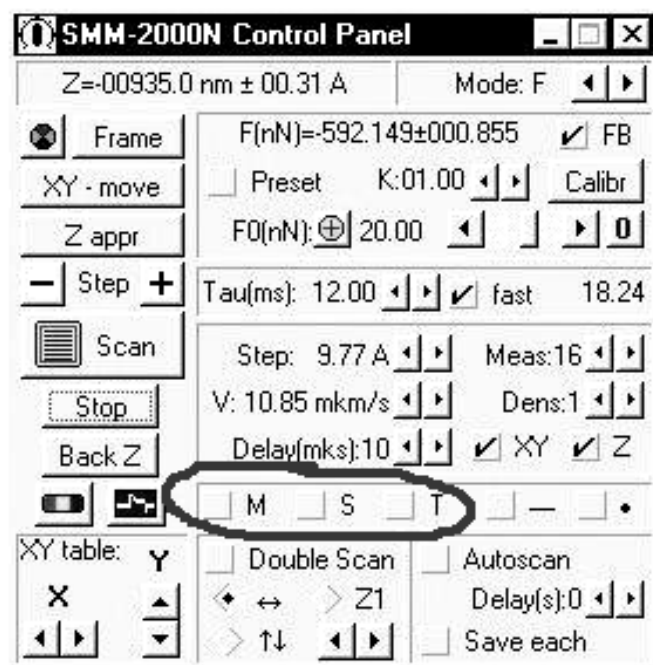 SMM-2000N Control Panel
Z=-00935.0 nm ± 00.31 A Mode: F
Frame F(nN)=-592.149±000.855 FB
XY - move Preset K:01.00 Calibr
Z appr F0(nN): 20.00 0
Step Tau(ms): 12.00 fast 18.24
Scan Step: 9.77 A Meas:16
Stop V: 10.85 mkm/s Dens:1
Back Z Delay(mks):10 XY Z
M S T
XY table: Y Double Scan Autoscan
X ↔ Z1 Delay(s):0
↑↓ Save each